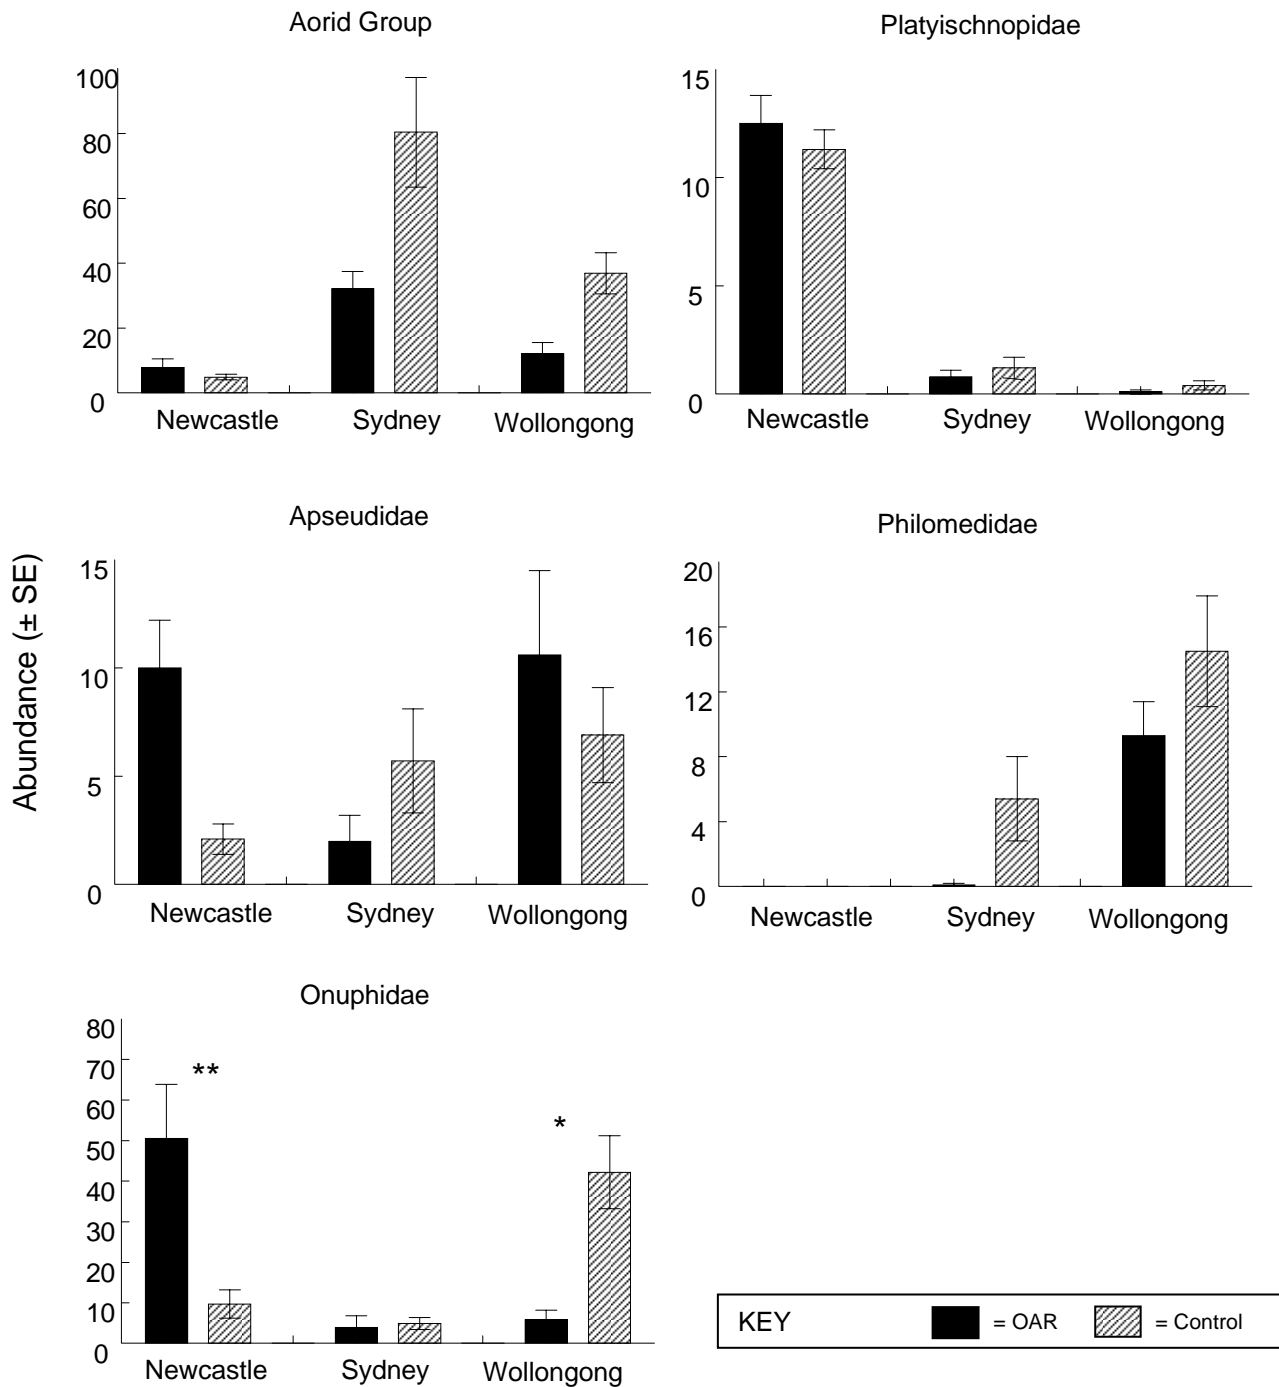 Aorid Group
100
80
60
40
20
0
Newcastle Sydney Wollongong
Platyischnopidae
15
10
5
0
Newcastle Sydney Wollongong
Abundance (± SE)
Apseudidae
15
10
5
0
Newcastle Sydney Wollongong
Philomedidae
20
16
12
8
4
0
Newcastle Sydney Wollongong
Onuphidae
80
70
60
50
40
30
20
10
0
**
*
Newcastle Sydney Wollongong
KEY = OAR = Control